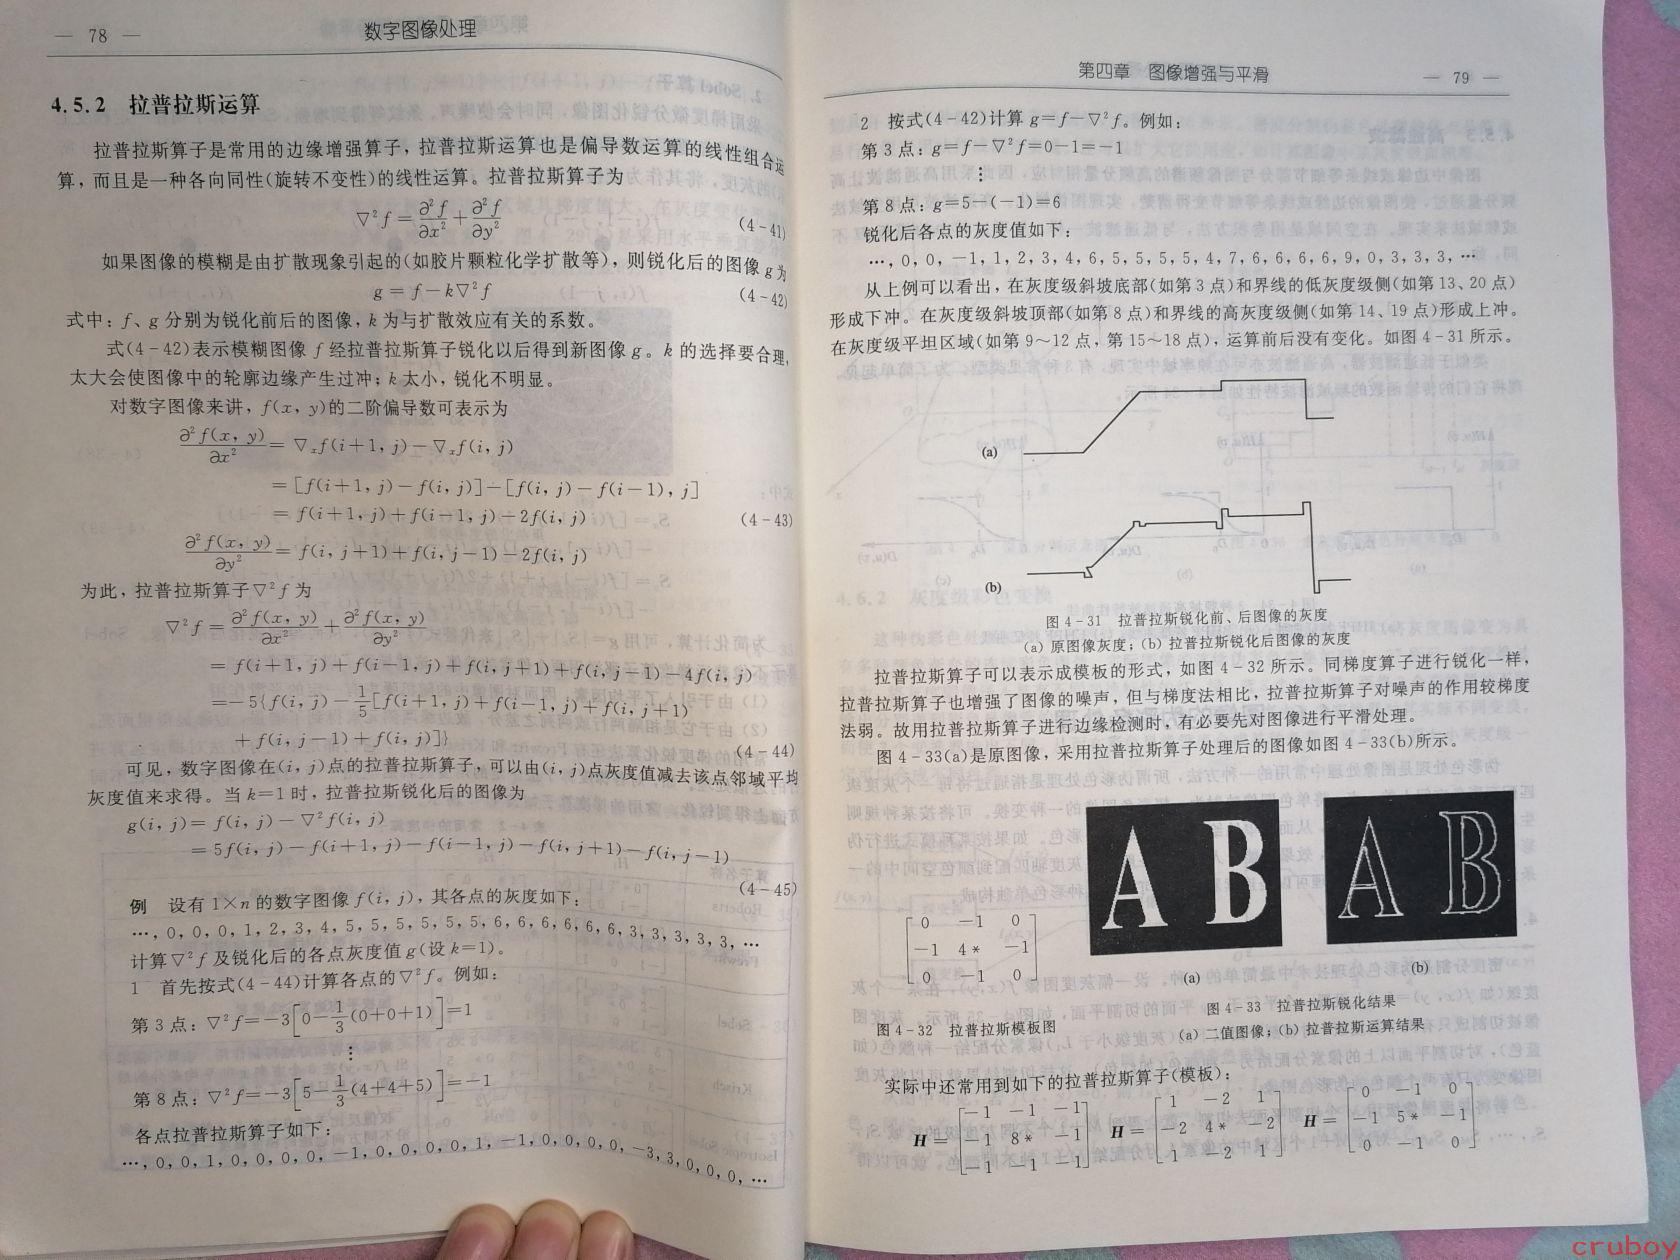 — 78 —
数字图像处理
4.5.2 拉普拉斯运算
拉普拉斯算子是常用的边缘增强算子，拉普拉斯运算也是偏导数运算的线性组合运
算，而且是一种各向同性(旋转不变性)的线性运算。拉普拉斯算子为
∇²f = ∂²f/∂x² + ∂²f/∂y² (4-41)
如果图像的模糊是由扩散现象引起的(如胶片颗粒化学扩散等)，则锐化后的图像 g 为
g = f − k∇²f (4-42)
式中：f、g 分别为锐化前后的图像，k 为与扩散效应有关的系数。
式(4-42)表示模糊图像 f 经拉普拉斯算子锐化以后得到新图像 g。k 的选择要合理，
太大会使图像中的轮廓边缘产生过冲；k 太小，锐化不明显。
对数字图像来讲，f(x, y)的二阶偏导数可表示为
∂²f(x, y)/∂x² = ∇ₓf(i+1, j) − ∇ₓf(i, j)
= [f(i+1, j) − f(i, j)] − [f(i, j) − f(i−1), j]
= f(i+1, j) + f(i−1, j) − 2f(i, j) (4-43)
∂²f(x, y)/∂y² = f(i, j+1) + f(i, j−1) − 2f(i, j)
为此，拉普拉斯算子∇²f 为
∇²f = ∂²f(x, y)/∂x² + ∂²f(x, y)/∂y²
= f(i+1, j) + f(i−1, j) + f(i, j+1) + f(i, j−1) − 4f(i, j)
= −5{f(i, j) − 1/5[f(i+1, j) + f(i−1, j) + f(i, j+1)
+ f(i, j−1) + f(i, j)]} (4-44)
可见，数字图像在(i, j)点的拉普拉斯算子，可以由(i, j)点灰度值减去该点邻域平均
灰度值来求得。当 k=1 时，拉普拉斯锐化后的图像为
g(i, j) = f(i, j) − ∇²f(i, j)
= 5f(i, j) − f(i+1, j) − f(i−1, j) − f(i, j+1) − f(i, j−1)
(4-45)
例 设有 1×n 的数字图像 f(i, j)，其各点的灰度如下：
…, 0, 0, 0, 1, 2, 3, 4, 5, 5, 5, 5, 5, 5, 6, 6, 6, 6, 6, 6, 3, 3, 3, 3, 3, …
计算∇²f 及锐化后的各点灰度值 g(设 k=1)。
1 首先按式(4-44)计算各点的∇²f。例如：
第 3 点：∇²f=−3[0−1/3(0+0+1)]=1
⋮
第 8 点：∇²f=−3[5−1/3(4+4+5)]=−1
各点拉普拉斯算子如下：
…, 0, 0, 1, 0, 0, 0, 0, −1, 0, 0, 0, 0, 1, −1, 0, 0, 0, 0, −3, 3, 0, 0, 0, …
第四章 图像增强与平滑
— 79 —
2 按式(4-42)计算 g=f−∇²f。例如：
第 3 点：g=f−∇²f=0−1=−1
⋮
第 8 点：g=5−(−1)=6
锐化后各点的灰度值如下：
…, 0, 0, −1, 1, 2, 3, 4, 6, 5, 5, 5, 5, 4, 7, 6, 6, 6, 6, 9, 0, 3, 3, 3, …
从上例可以看出，在灰度级斜坡底部(如第 3 点)和界线的低灰度级侧(如第 13、20 点)
形成下冲。在灰度级斜坡顶部(如第 8 点)和界线的高灰度级侧(如第 14、19 点)形成上冲。
在灰度级平坦区域(如第 9～12 点，第 15～18 点)，运算前后没有变化。如图 4-31 所示。
(a)
(b)
图 4-31 拉普拉斯锐化前、后图像的灰度
(a) 原图像灰度；(b) 拉普拉斯锐化后图像的灰度
拉普拉斯算子可以表示成模板的形式，如图 4-32 所示。同梯度算子进行锐化一样，
拉普拉斯算子也增强了图像的噪声，但与梯度法相比，拉普拉斯算子对噪声的作用较梯度
法弱。故用拉普拉斯算子进行边缘检测时，有必要先对图像进行平滑处理。
图 4-33(a)是原图像，采用拉普拉斯算子处理后的图像如图 4-33(b)所示。
0 −1 0
−1 4* −1
0 −1 0
图 4-32 拉普拉斯模板图
A B
A B
(a)
(b)
图 4-33 拉普拉斯锐化结果
(a) 二值图像；(b) 拉普拉斯运算结果
实际中还常用到如下的拉普拉斯算子(模板)：
H = [−1 −1 −1; −1 8* −1; −1 −1 −1] H = [1 −2 1; −2 4* −2; 1 −2 1] H = [0 −1 0; −1 5* −1; 0 −1 0]
cruboy